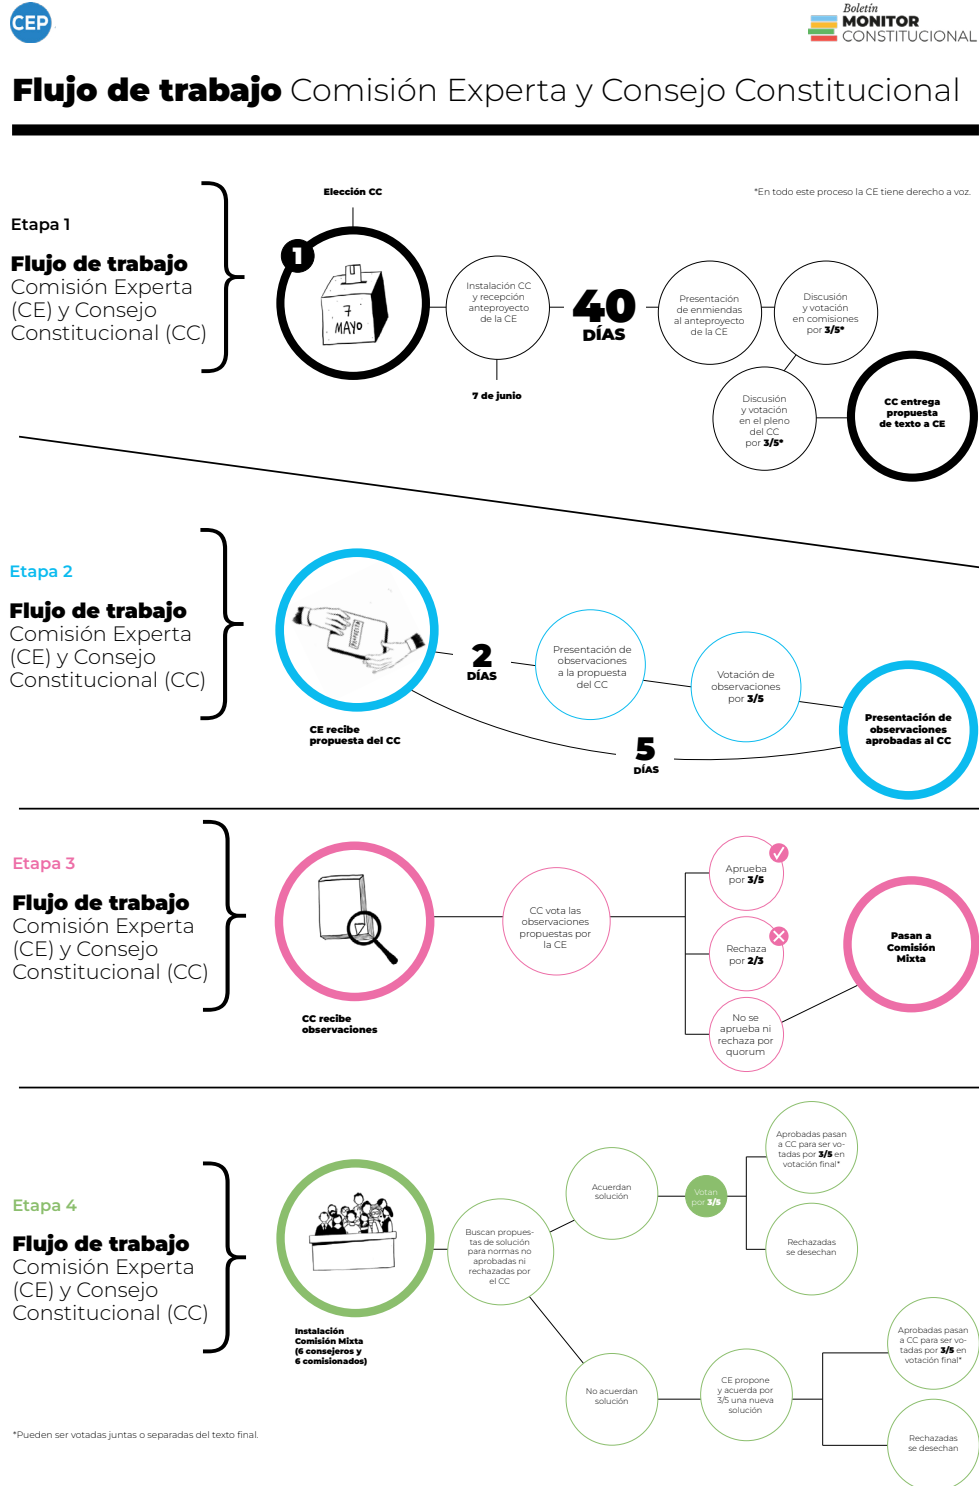 CEP
Boletín
MONITOR
CONSTITUCIONAL
Flujo de trabajo Comisión Experta y Consejo Constitucional
*En todo este proceso la CE tiene derecho a voz.
Etapa 1
Flujo de trabajo
Comisión Experta
(CE) y Consejo
Constitucional (CC)
Elección CC
1
7
MAYO
Instalación CC
y recepción
anteproyecto
de la CE
7 de junio
40
DÍAS
Presentación
de enmiendas
al anteproyecto
de la CE
Discusión
y votación
en comisiones
por 3/5*
Discusión
y votación
en el pleno
del CC
por 3/5*
CC entrega
propuesta
de texto a CE
Etapa 2
Flujo de trabajo
Comisión Experta
(CE) y Consejo
Constitucional (CC)
PROPUESTA
CE recibe
propuesta del CC
2
DÍAS
Presentación de
observaciones
a la propuesta
del CC
Votación de
observaciones
por 3/5
5
DÍAS
Presentación de
observaciones
aprobadas al CC
Etapa 3
Flujo de trabajo
Comisión Experta
(CE) y Consejo
Constitucional (CC)
CC recibe
observaciones
CC vota las
observaciones
propuestas por
la CE
Aprueba
por 3/5
Rechaza
por 2/3
No se
aprueba ni
rechaza por
quorum
Pasan a
Comisión
Mixta
Etapa 4
Flujo de trabajo
Comisión Experta
(CE) y Consejo
Constitucional (CC)
Instalación
Comisión Mixta
(6 consejeros y
6 comisionados)
Buscan propues-
tas de solución
para normas no
aprobadas ni
rechazadas por
el CC
Acuerdan
solución
Votan
por 3/5
Aprobadas pasan
a CC para ser vo-
tadas por 3/5 en
votación final*
Rechazadas
se desechan
No acuerdan
solución
CE propone
y acuerda por
3/5 una nueva
solución
Aprobadas pasan
a CC para ser vo-
tadas por 3/5 en
votación final*
Rechazadas
se desechan
*Pueden ser votadas juntas o separadas del texto final.